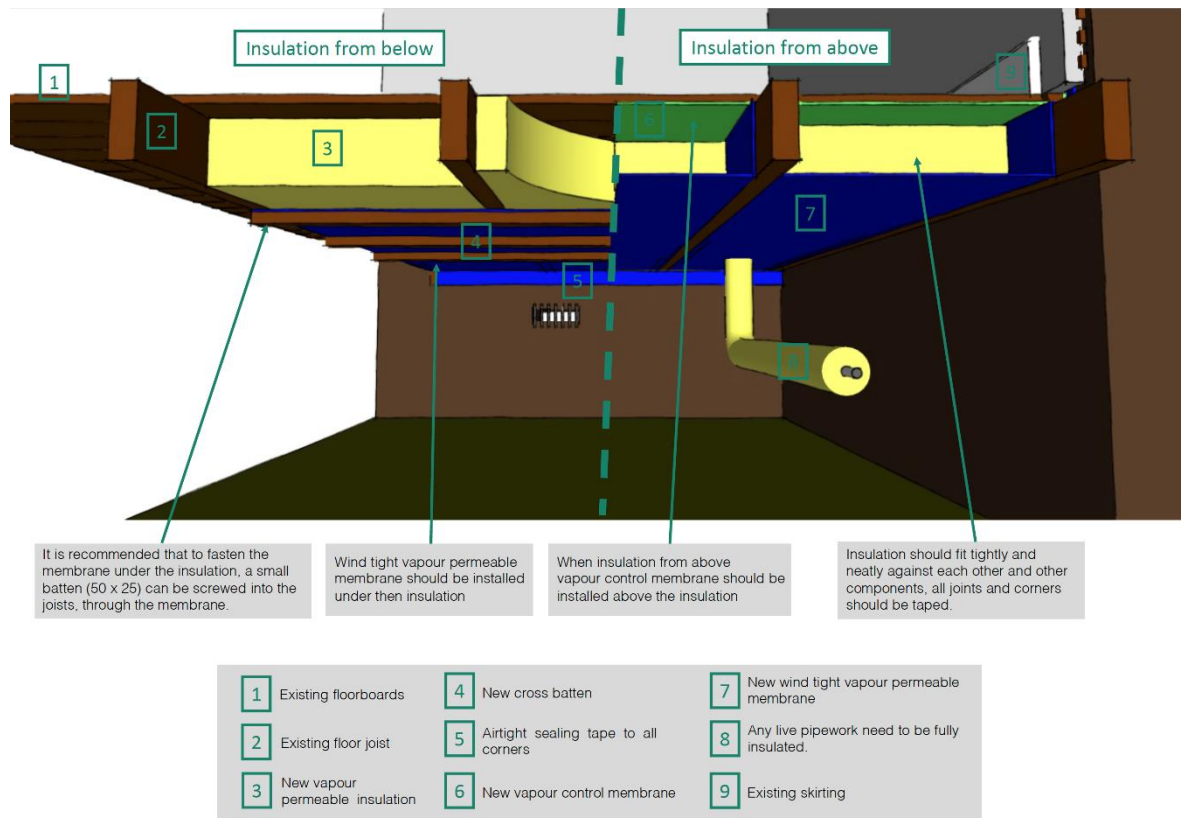 Insulation from below
Insulation from above
1
2
3
4
5
6
7
8
9
It is recommended that to fasten the
membrane under the insulation, a small
batten (50 x 25) can be screwed into the
joists, through the membrane.
Wind tight vapour permeable
membrane should be installed
under then insulation
When insulation from above
vapour control membrane should be
installed above the insulation
Insulation should fit tightly and
neatly against each other and other
components, all joints and corners
should be taped.
1 Existing floorboards
2 Existing floor joist
3 New vapour
permeable insulation
4 New cross batten
5 Airtight sealing tape to all
corners
6 New vapour control membrane
7 New wind tight vapour permeable
membrane
8 Any live pipework need to be fully
insulated.
9 Existing skirting